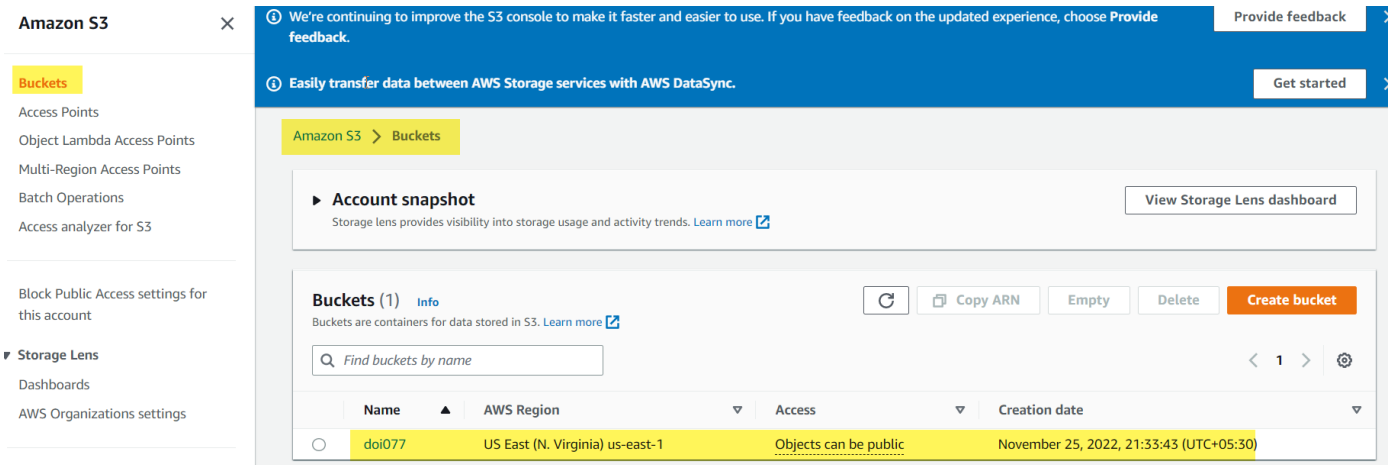 Amazon S3
Buckets
Access Points
Object Lambda Access Points
Multi-Region Access Points
Batch Operations
Access analyzer for S3
Block Public Access settings for
this account
Storage Lens
Dashboards
AWS Organizations settings
We're continuing to improve the S3 console to make it faster and easier to use. If you have feedback on the updated experience, choose Provide
feedback.
Provide feedback
Easily transfer data between AWS Storage services with AWS DataSync.
Get started
Amazon S3 > Buckets
Account snapshot
Storage lens provides visibility into storage usage and activity trends. Learn more
View Storage Lens dashboard
Buckets (1) Info
Buckets are containers for data stored in S3. Learn more
Copy ARN Empty Delete Create bucket
Find buckets by name
1
Name AWS Region Access Creation date
doi077 US East (N. Virginia) us-east-1 Objects can be public November 25, 2022, 21:33:43 (UTC+05:30)